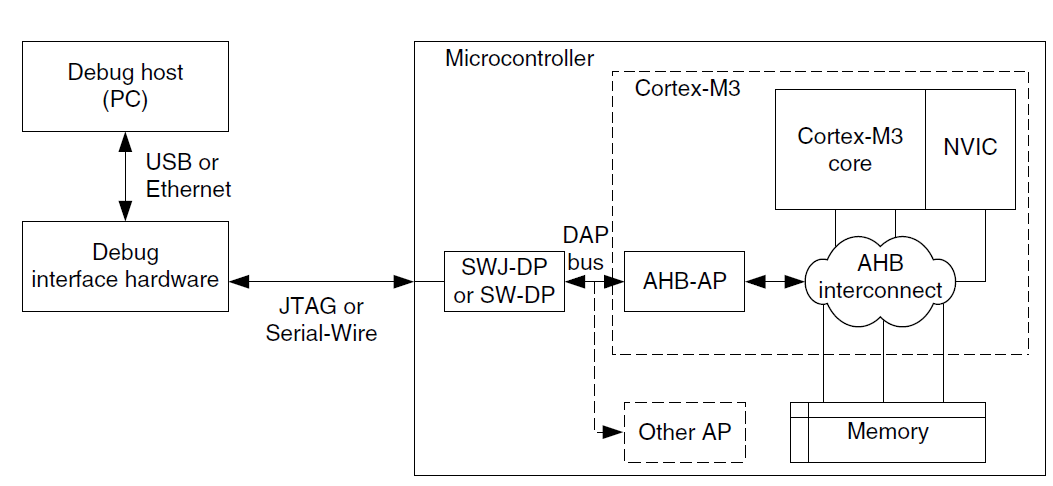 Debug host
(PC)
USB or
Ethernet
Debug
interface hardware
JTAG or
Serial-Wire
Microcontroller
Cortex-M3
Cortex-M3
core
NVIC
DAP
bus
SWJ-DP
or SW-DP
AHB-AP
AHB
interconnect
Other AP
Memory